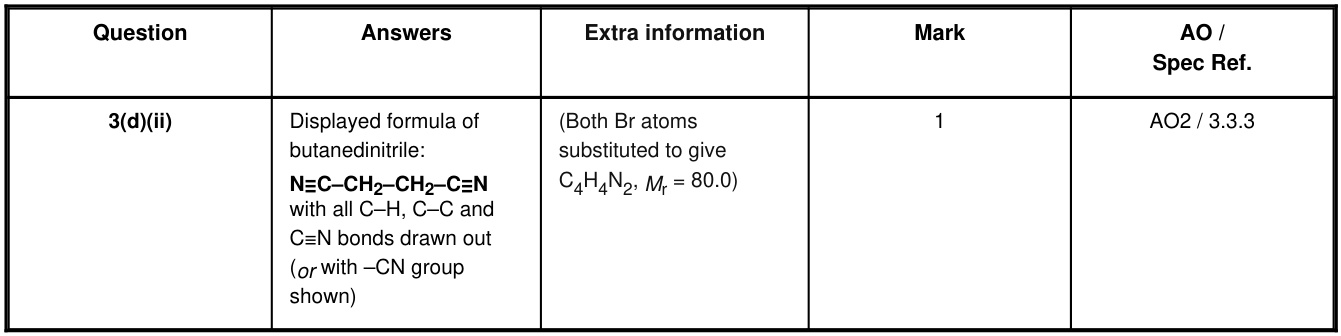 Question
Answers
Extra information
Mark
AO /
Spec Ref.
3(d)(ii)
Displayed formula of
butanedinitrile:
N≡C–CH₂–CH₂–C≡N
with all C–H, C–C and
C≡N bonds drawn out
(or with –CN group
shown)
(Both Br atoms
substituted to give
C₄H₄N₂, Mᵣ = 80.0)
1
AO2 / 3.3.3